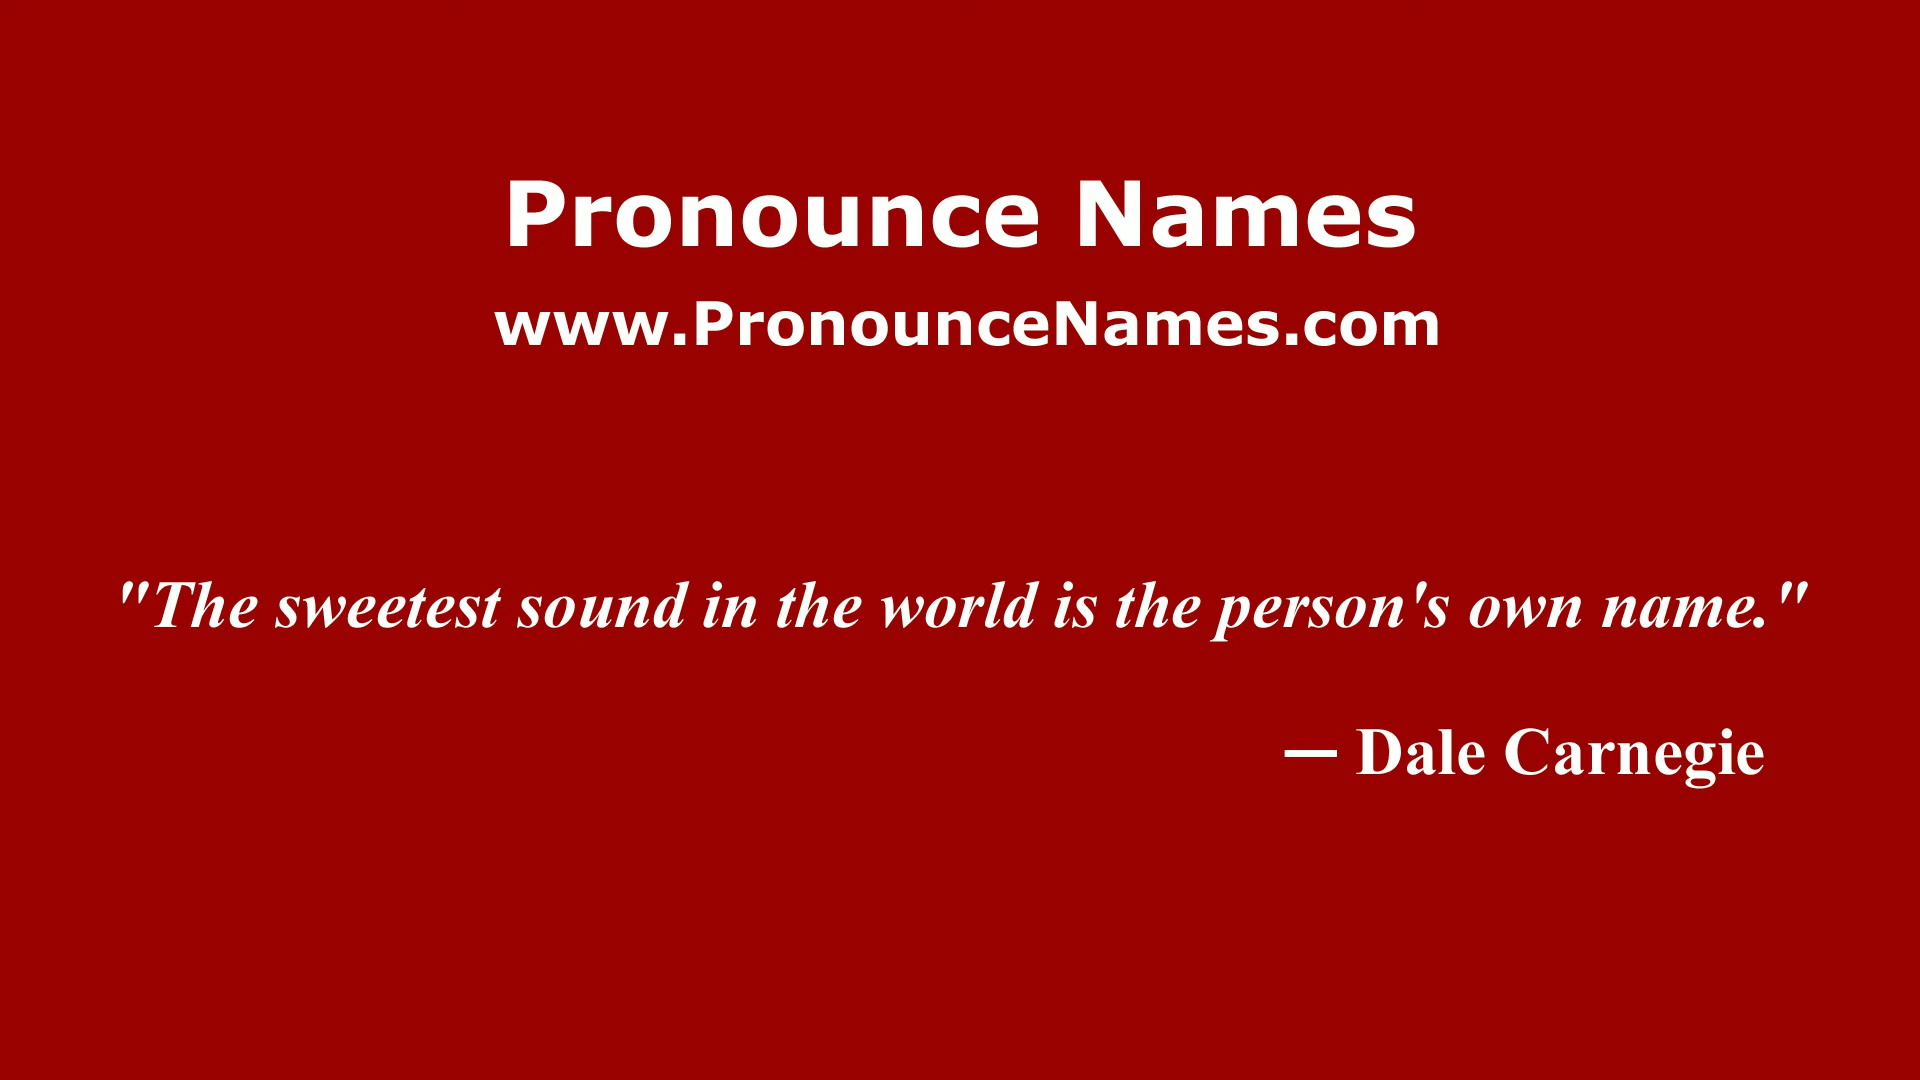 Pronounce Names
www.PronounceNames.com
"The sweetest sound in the world is the person's own name."
— Dale Carnegie